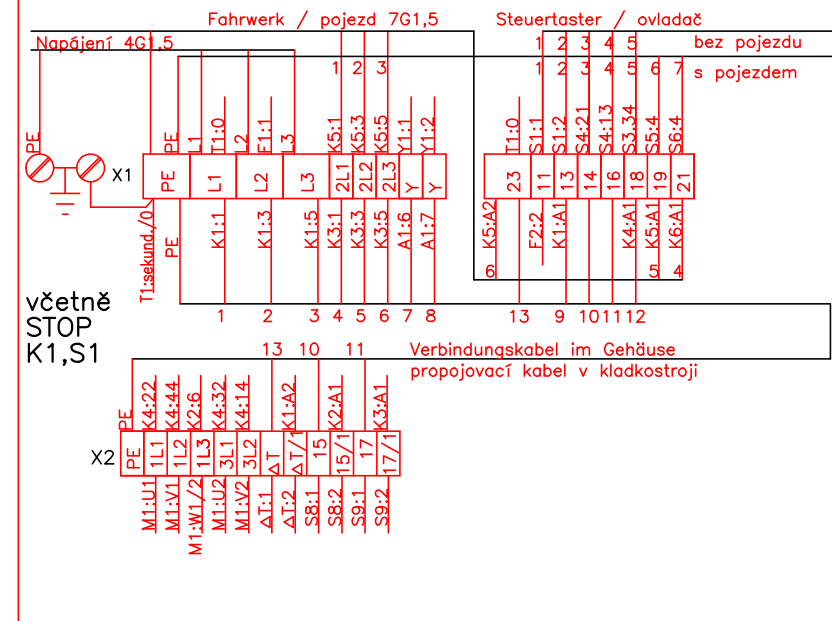 Fahrwerk / pojezd 7G1,5
Steuertaster / ovladač
Napájení 4G1,5
1 2 3 4 5
bez pojezdu
1 2 3
1 2 3 4 5 6 7
s pojezdem
PE
PE L1 T1:0 L2 F1:1 L3 K5:1 K5:3 K5:5 Y1:1 Y1:2
T1:0 S1:1 S1:2 S4:21 S4:13 S3.34 S5:4 S6:4
X1
PE L1 L2 L3 2L1 2L2 2L3 Y Y
23 11 13 14 16 18 19 21
T1:sekund./0 PE K1:1 K1:3 K1:5 K3:1 K3:3 K3:5 A1:6 A1:7
K5:A2 F2:2 K1:A1 K4:A1 K5:A1 K6:A1
6 5 4
včetně
STOP
K1,S1
1 2 3 4 5 6 7 8
13 9 10 11 12
13 10 11
Verbindungskabel im Gehäuse
propojovací kabel v kladkostroji
PE K4:22 K4:44 K2:6 K4:32 K4:14 K1:A2 K2:A1 K3:A1
X2
PE 1L1 1L2 1L3 3L1 3L2 ΔT ΔT/1 15 15/1 17 17/1
M1:U1 M1:V1 M1:W1/2 M1:U2 M1:V2 ΔT:1 ΔT:2 S8:1 S8:2 S9:1 S9:2